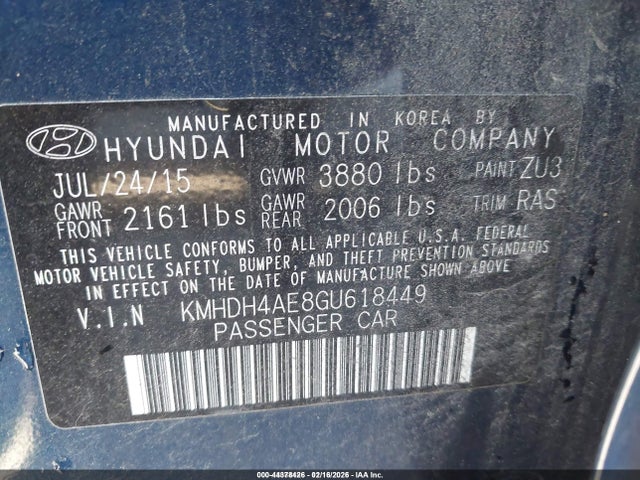 MANUFACTURED IN KOREA BY
HYUNDAI MOTOR COMPANY
JUL/24/15 GVWR 3880 lbs PAINT ZU3
GAWR FRONT 2161 lbs GAWR REAR 2006 lbs TRIM RAS
THIS VEHICLE CONFORMS TO ALL APPLICABLE U.S.A. FEDERAL
MOTOR VEHICLE SAFETY, BUMPER, AND THEFT PREVENTION STANDARDS
IN EFFECT ON THE DATE OF MANUFACTURE SHOWN ABOVE
V.I.N KMHDH4AE8GU618449
PASSENGER CAR
000-44378426 - 02/16/2026 - IAA Inc.